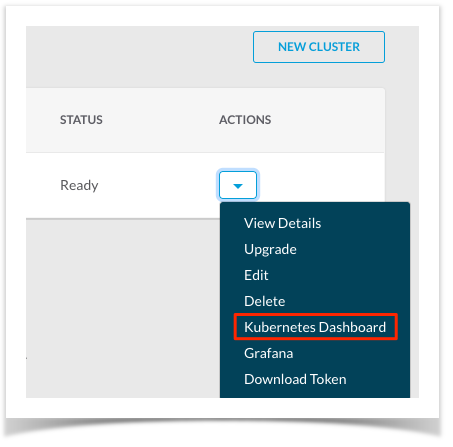 NEW CLUSTER
STATUS ACTIONS
Ready
View Details
Upgrade
Edit
Delete
Kubernetes Dashboard
Grafana
Download Token